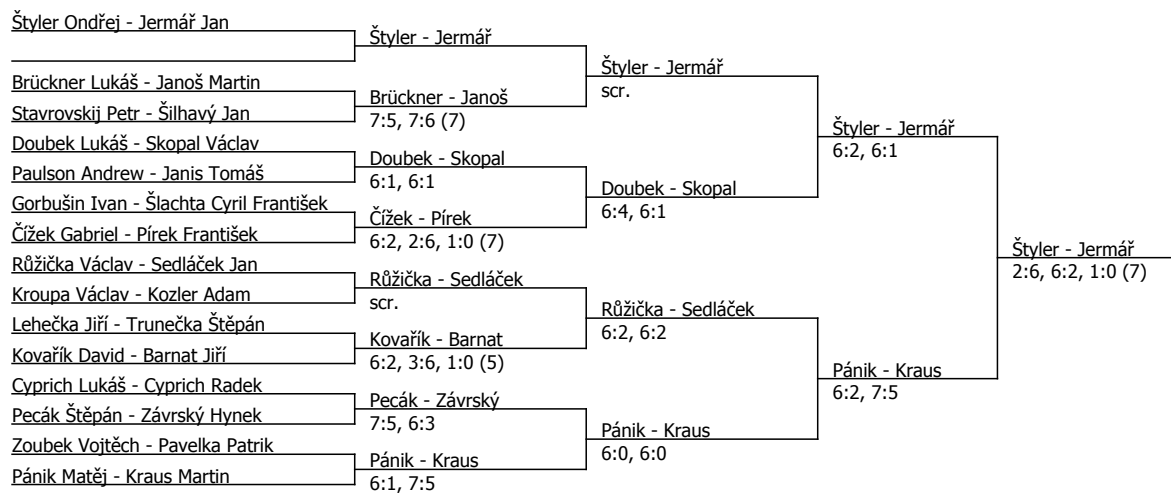 Štyler Ondřej - Jermář Jan
Brückner Lukáš - Janoš Martin
Stavrovskij Petr - Šilhavý Jan
Doubek Lukáš - Skopal Václav
Paulson Andrew - Janis Tomáš
Gorbušin Ivan - Šlachta Cyril František
Čížek Gabriel - Pírek František
Růžička Václav - Sedláček Jan
Kroupa Václav - Kozler Adam
Lehečka Jiří - Trunečka Štěpán
Kovařík David - Barnat Jiří
Cyprich Lukáš - Cyprich Radek
Pecák Štěpán - Závrský Hynek
Zoubek Vojtěch - Pavelka Patrik
Pánik Matěj - Kraus Martin
Štyler - Jermář
Brückner - Janoš
7:5, 7:6 (7)
Doubek - Skopal
6:1, 6:1
Čížek - Pírek
6:2, 2:6, 1:0 (7)
Růžička - Sedláček
scr.
Kovařík - Barnat
6:2, 3:6, 1:0 (5)
Pecák - Závrský
7:5, 6:3
Pánik - Kraus
6:1, 7:5
Štyler - Jermář
scr.
Doubek - Skopal
6:4, 6:1
Růžička - Sedláček
6:2, 6:2
Pánik - Kraus
6:0, 6:0
Štyler - Jermář
6:2, 6:1
Pánik - Kraus
6:2, 7:5
Štyler - Jermář
2:6, 6:2, 1:0 (7)